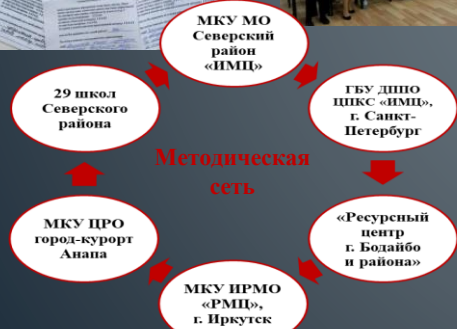 МКУ МО
Северский
район
«ИМЦ»
ГБУ ДППО
ЦПКС «ИМЦ»,
г. Санкт-
Петербург
«Ресурсный
центр
г. Бодайбо
и района»
МКУ ИРМО
«РМЦ»,
г. Иркутск
МКУ ЦРО
город-курорт
Анапа
29 школ
Северского
района
Методическая
сеть